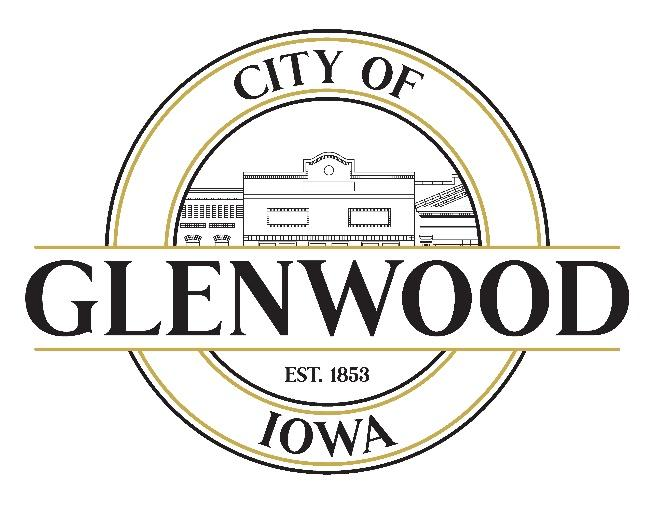 CITY OF
GLENWOOD
EST. 1853
IOWA